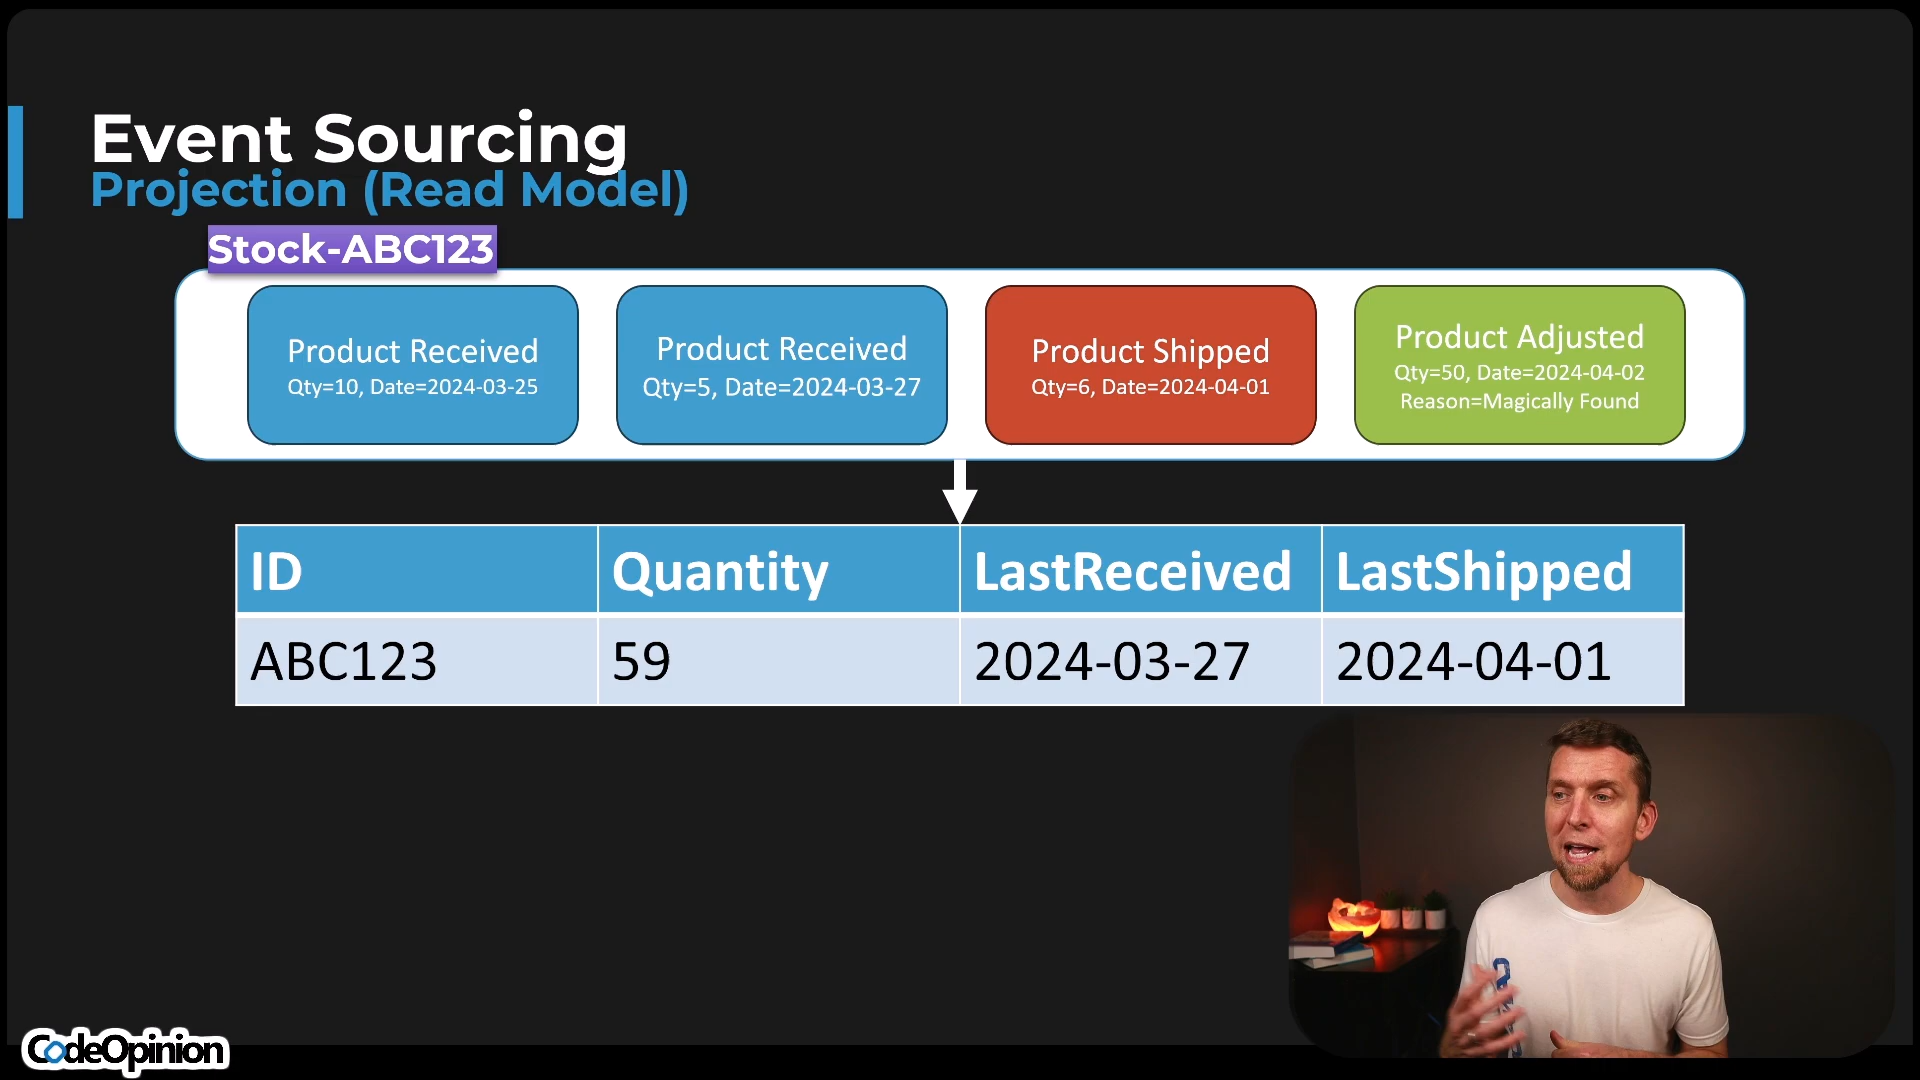 Event Sourcing
Projection (Read Model)
Stock-ABC123
Product Received
Qty=10, Date=2024-03-25
Product Received
Qty=5, Date=2024-03-27
Product Shipped
Qty=6, Date=2024-04-01
Product Adjusted
Qty=50, Date=2024-04-02
Reason=Magically Found
ID Quantity LastReceived LastShipped
ABC123 59 2024-03-27 2024-04-01
CodeOpinion